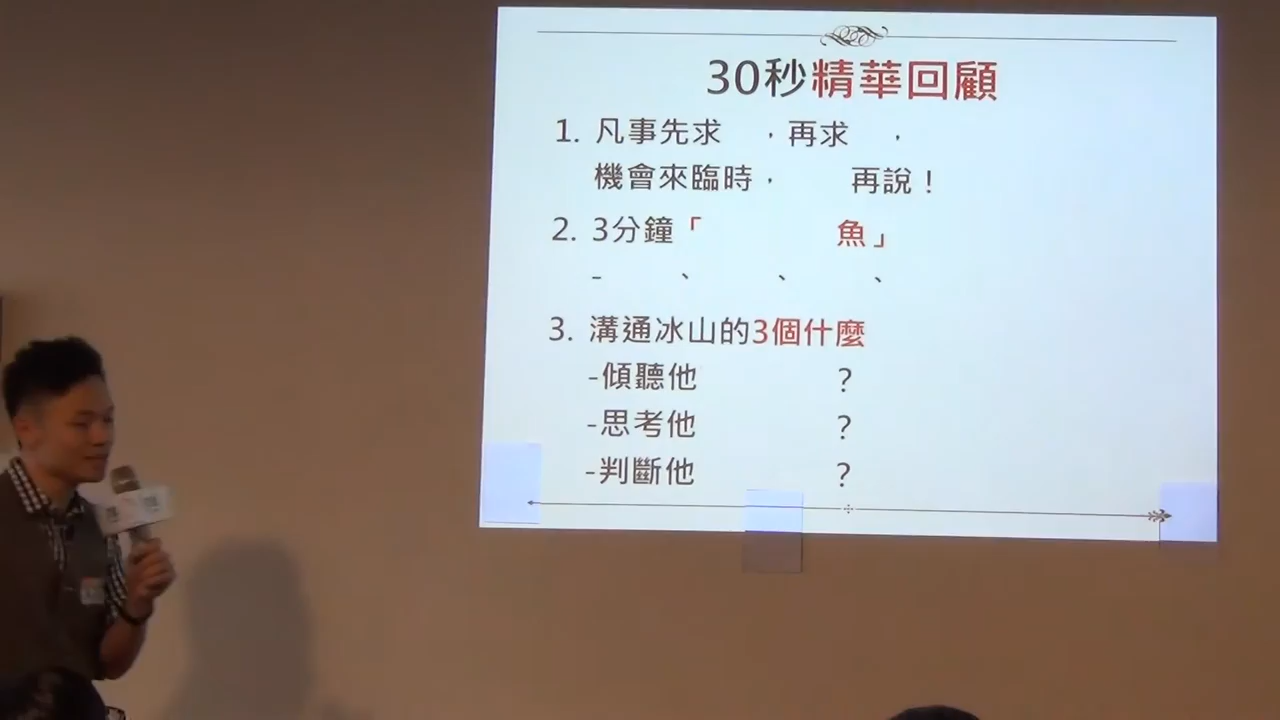 30秒精華回顧
1. 凡事先求 ，再求 ，
機會來臨時， 再說！
2. 3分鐘「 魚」
- 、 、 、
3. 溝通冰山的3個什麼
-傾聽他 ？
-思考他 ？
-判斷他 ？